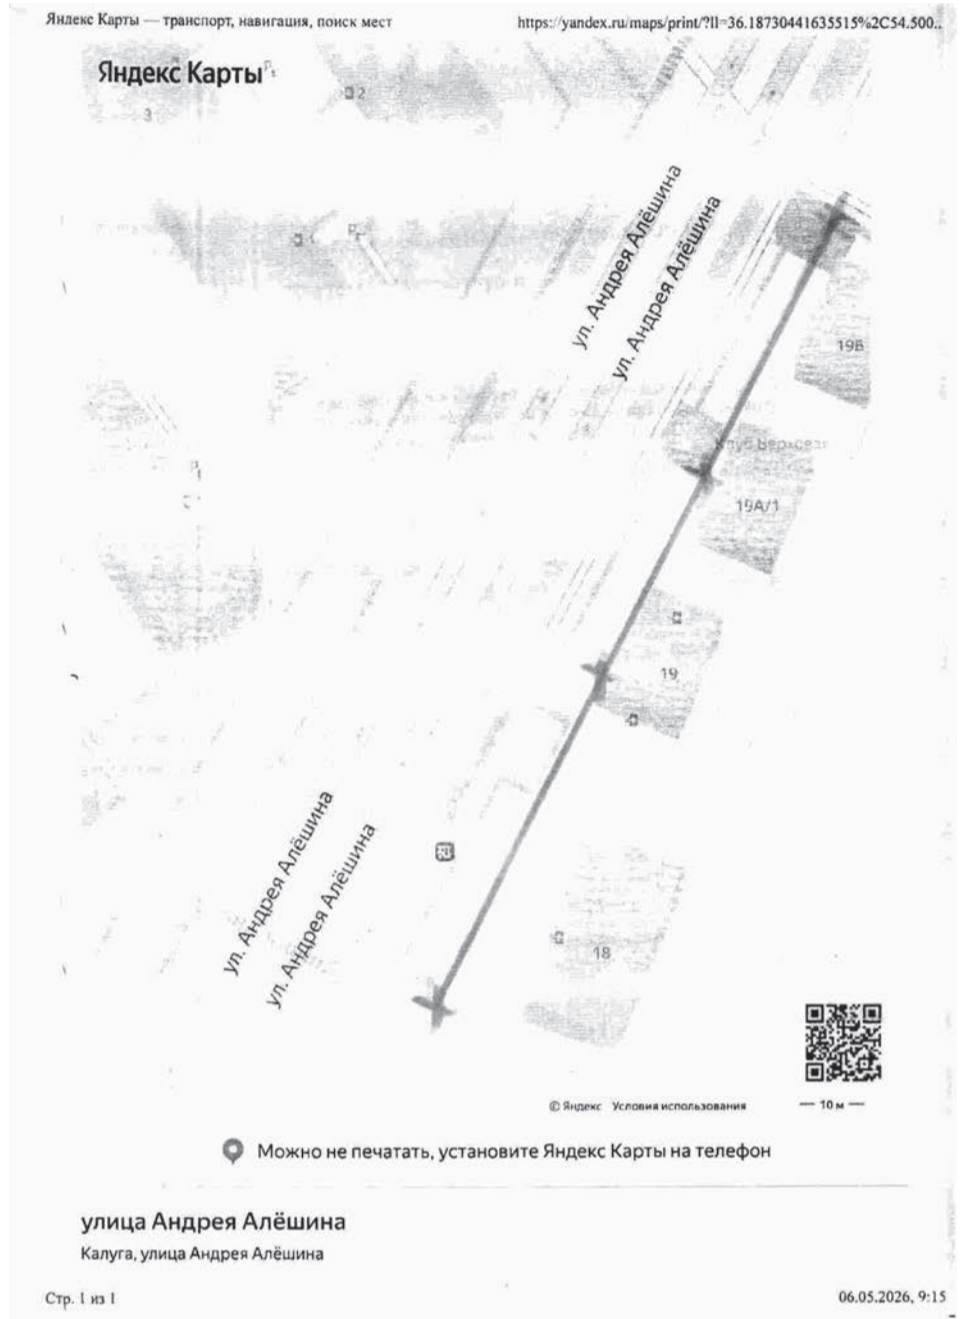 Яндекс Карты — транспорт, навигация, поиск мест
https://yandex.ru/maps/print/?ll=36.18730441635515%2C54.500...
Яндекс Карты
2
3
ул. Андрея Алёшина
ул. Андрея Алёшина
19Б
19А/1
19
ул. Андрея Алёшина
ул. Андрея Алёшина
18
© Яндекс Условия использования
10 м
Можно не печатать, установите Яндекс Карты на телефон
улица Андрея Алёшина
Калуга, улица Андрея Алёшина
Стр. 1 из 1
06.05.2026, 9:15